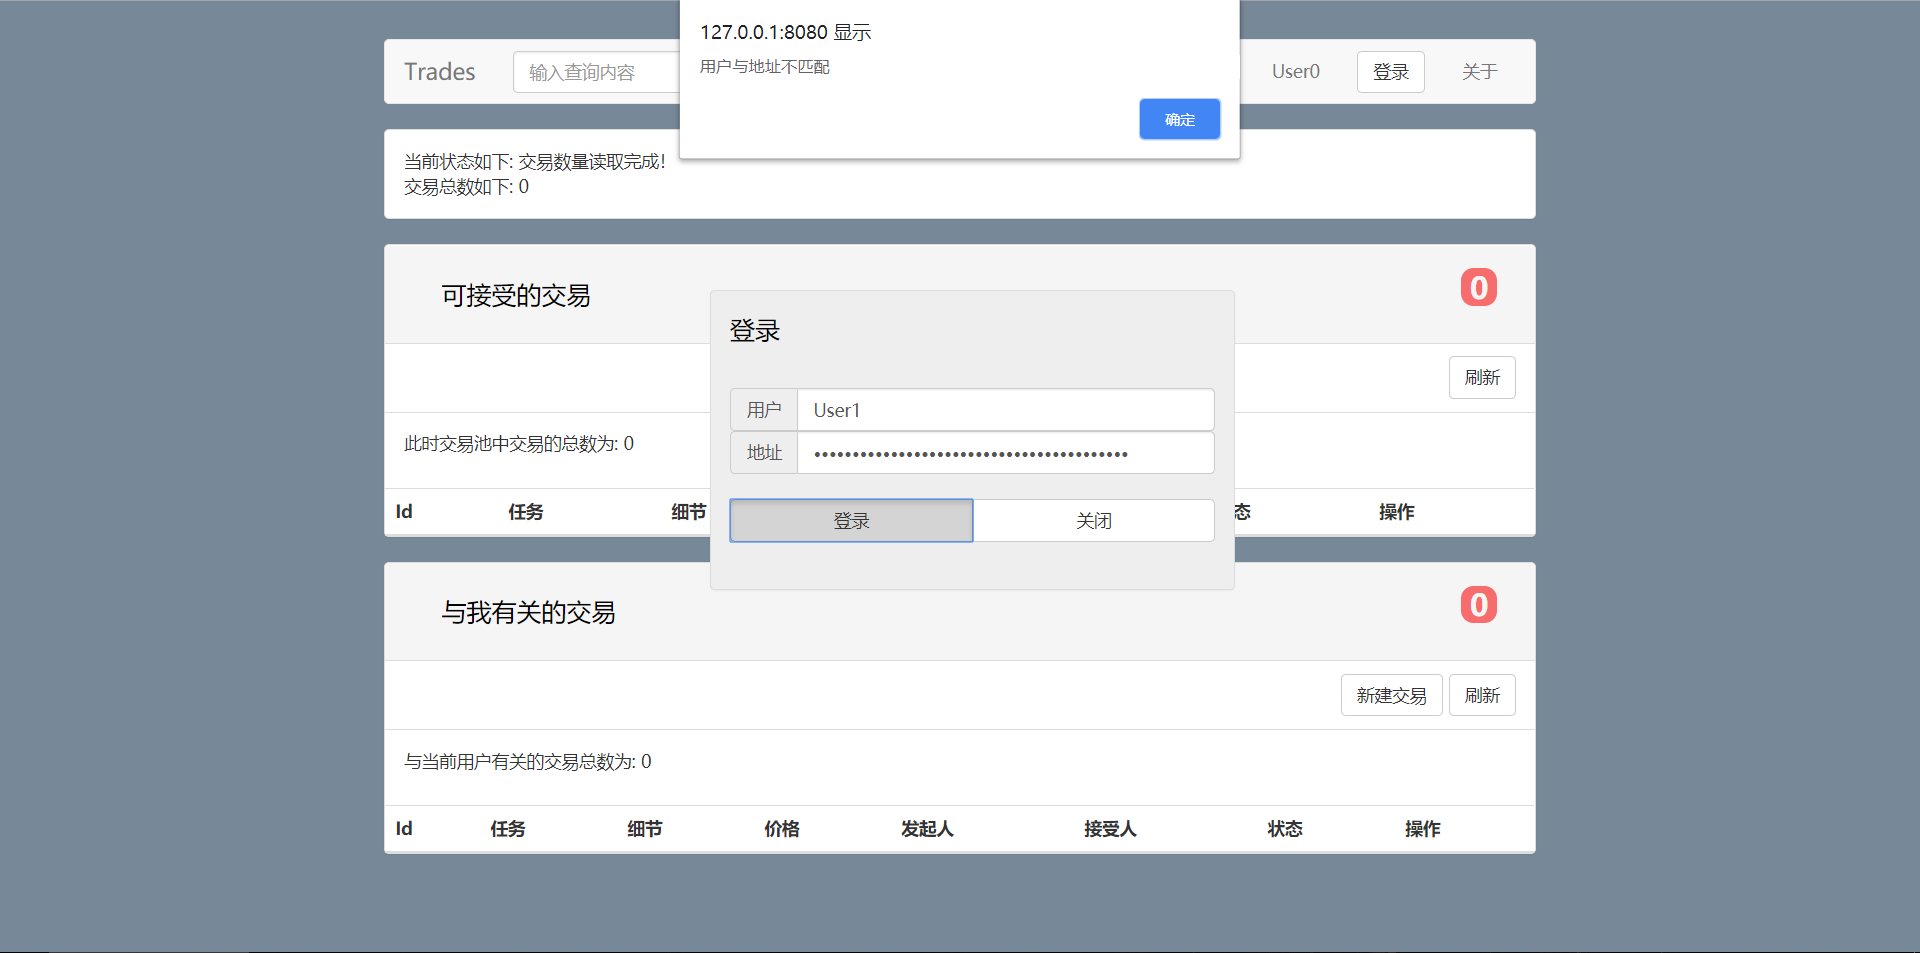 127.0.0.1:8080 显示
用户与地址不匹配
确定
Trades 输入查询内容 User0 登录 关于
当前状态如下: 交易数量读取完成!
交易总数如下: 0
可接受的交易 0
刷新
此时交易池中交易的总数为: 0
Id 任务 细节 态 操作
登录
用户 User1
地址 •••••••••••••••••••••••••••••••••••••••••
登录 关闭
与我有关的交易 0
新建交易 刷新
与当前用户有关的交易总数为: 0
Id 任务 细节 价格 发起人 接受人 状态 操作